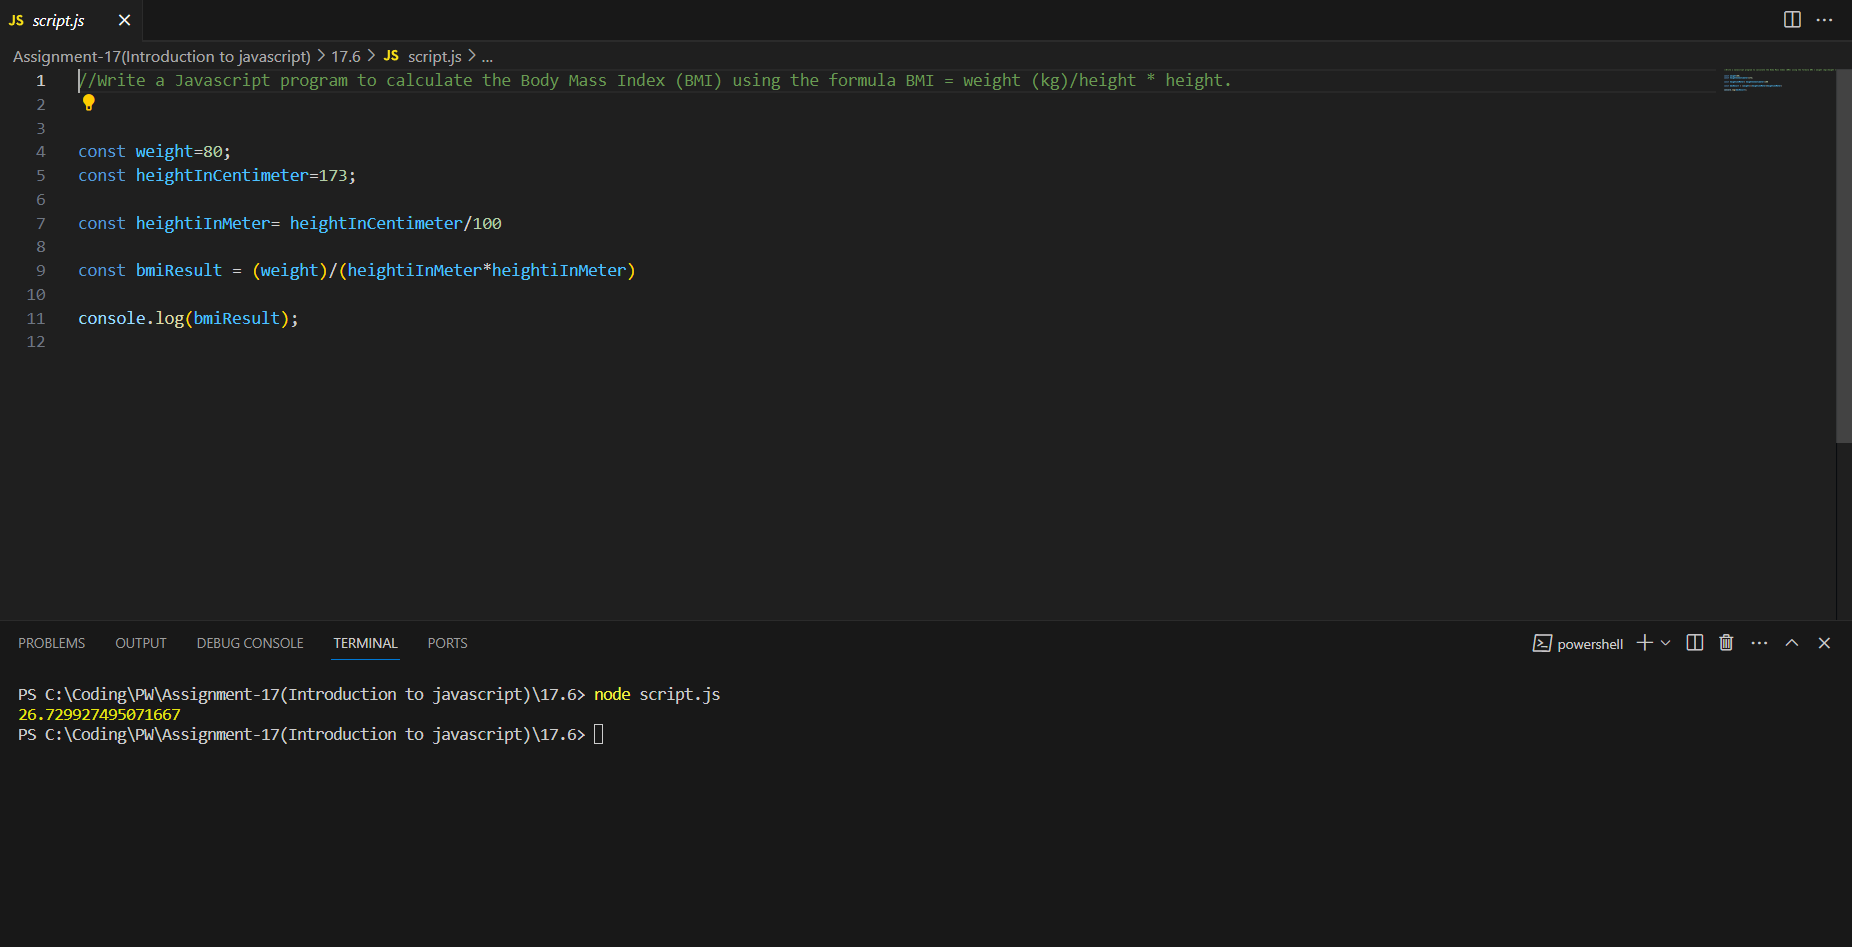 JS script.js
Assignment-17(Introduction to javascript) > 17.6 > JS script.js > ...
1 //Write a Javascript program to calculate the Body Mass Index (BMI) using the formula BMI = weight (kg)/height * height.
2
3
4 const weight=80;
5 const heightInCentimeter=173;
6
7 const heightiInMeter= heightInCentimeter/100
8
9 const bmiResult = (weight)/(heightiInMeter*heightiInMeter)
10
11 console.log(bmiResult);
12
PROBLEMS OUTPUT DEBUG CONSOLE TERMINAL PORTS powershell
PS C:\Coding\PW\Assignment-17(Introduction to javascript)\17.6> node script.js
26.729927495071667
PS C:\Coding\PW\Assignment-17(Introduction to javascript)\17.6>